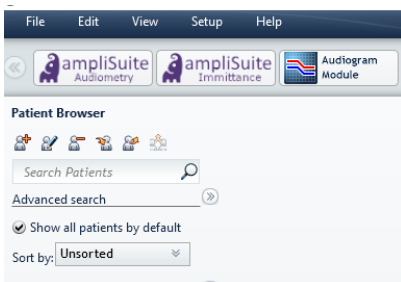 File Edit View Setup Help
ampliSuite Audiometry
ampliSuite Immittance
Audiogram Module
Patient Browser
Search Patients
Advanced search
Show all patients by default
Sort by: Unsorted